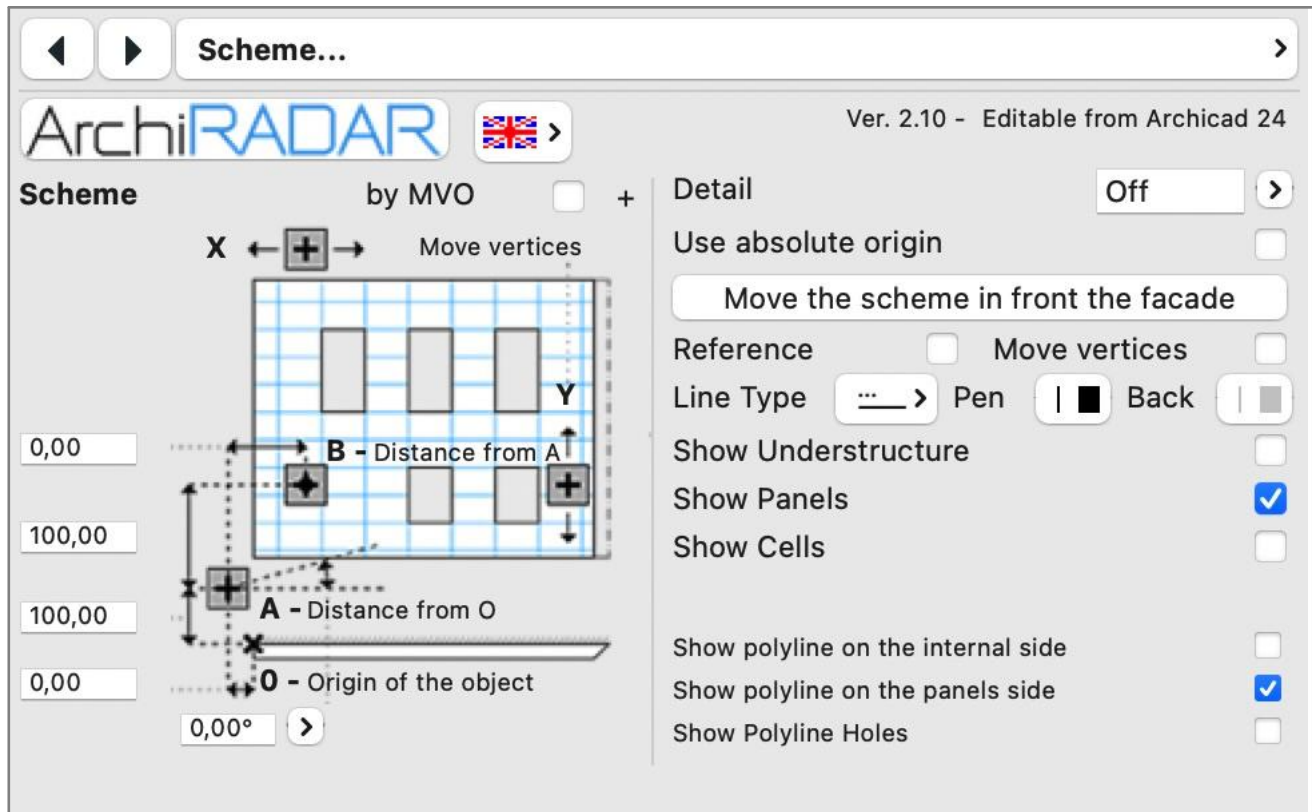 Scheme...
ArchiRADAR
Ver. 2.10 - Editable from Archicad 24
Scheme by MVO +
X Move vertices
Y
0,00
B - Distance from A
100,00
100,00
A - Distance from O
0,00
0 - Origin of the object
0,00°
Detail Off
Use absolute origin
Move the scheme in front the facade
Reference Move vertices
Line Type Pen Back
Show Understructure
Show Panels
Show Cells
Show polyline on the internal side
Show polyline on the panels side
Show Polyline Holes